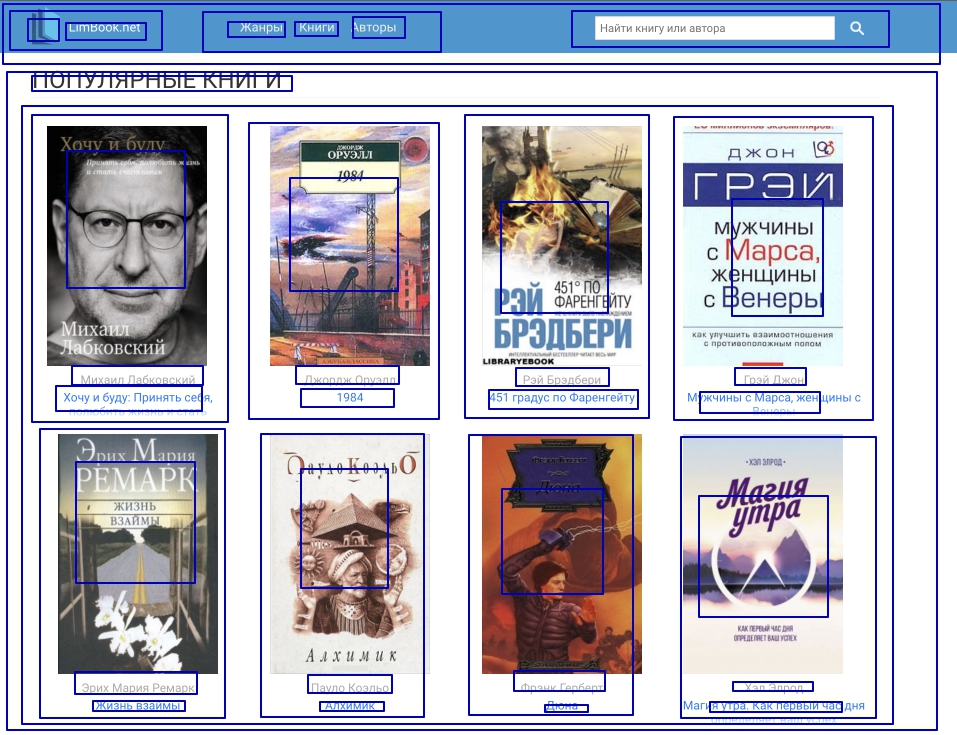 LimBook.net
Жанры Книги Авторы
Найти книгу или автора
ПОПУЛЯРНЫЕ КНИГИ
Хочу и буду
Принять себя, полюбить жизнь
и стать счастливым
Михаил
Лабковский
Михаил Лабковский
Хочу и буду: Принять себя,
полюбить жизнь и стать
ДЖОРДЖ
ОРУЭЛЛ
1984
АЗБУКА-КЛАССИКА
Джордж Оруэлл
1984
451° ПО
ФАРЕНГЕЙТУ
РЭЙ
БРЭДБЕРИ
ИНТЕЛЛЕКТУАЛЬНЫЙ БЕСТСЕЛЛЕР ЧИТАЕТ ВЕСЬ МИР
LIBRARYEBOOK
Рэй Брэдбери
451 градус по Фаренгейту
ДЖОН
ГРЭЙ
мужчины
с Марса,
женщины
с Венеры
как улучшить взаимоотношения
с противоположным полом
Грэй Джон
Мужчины с Марса, женщины с
Венеры
Эрих Мария
РЕМАРК
ЖИЗНЬ
ВЗАЙМЫ
Эрих Мария Ремарк
Жизнь взаймы
Пауло Коэльо
Алхимик
Пауло Коэльо
Алхимик
Дюна
Фрэнк Герберт
Дюна
• ХЭЛ ЭЛРОД •
Магия
утра
КАК ПЕРВЫЙ ЧАС ДНЯ
ОПРЕДЕЛЯЕТ ВАШ УСПЕХ
Хэл Элрод
Магия утра. Как первый час дня
определяет ваш успех